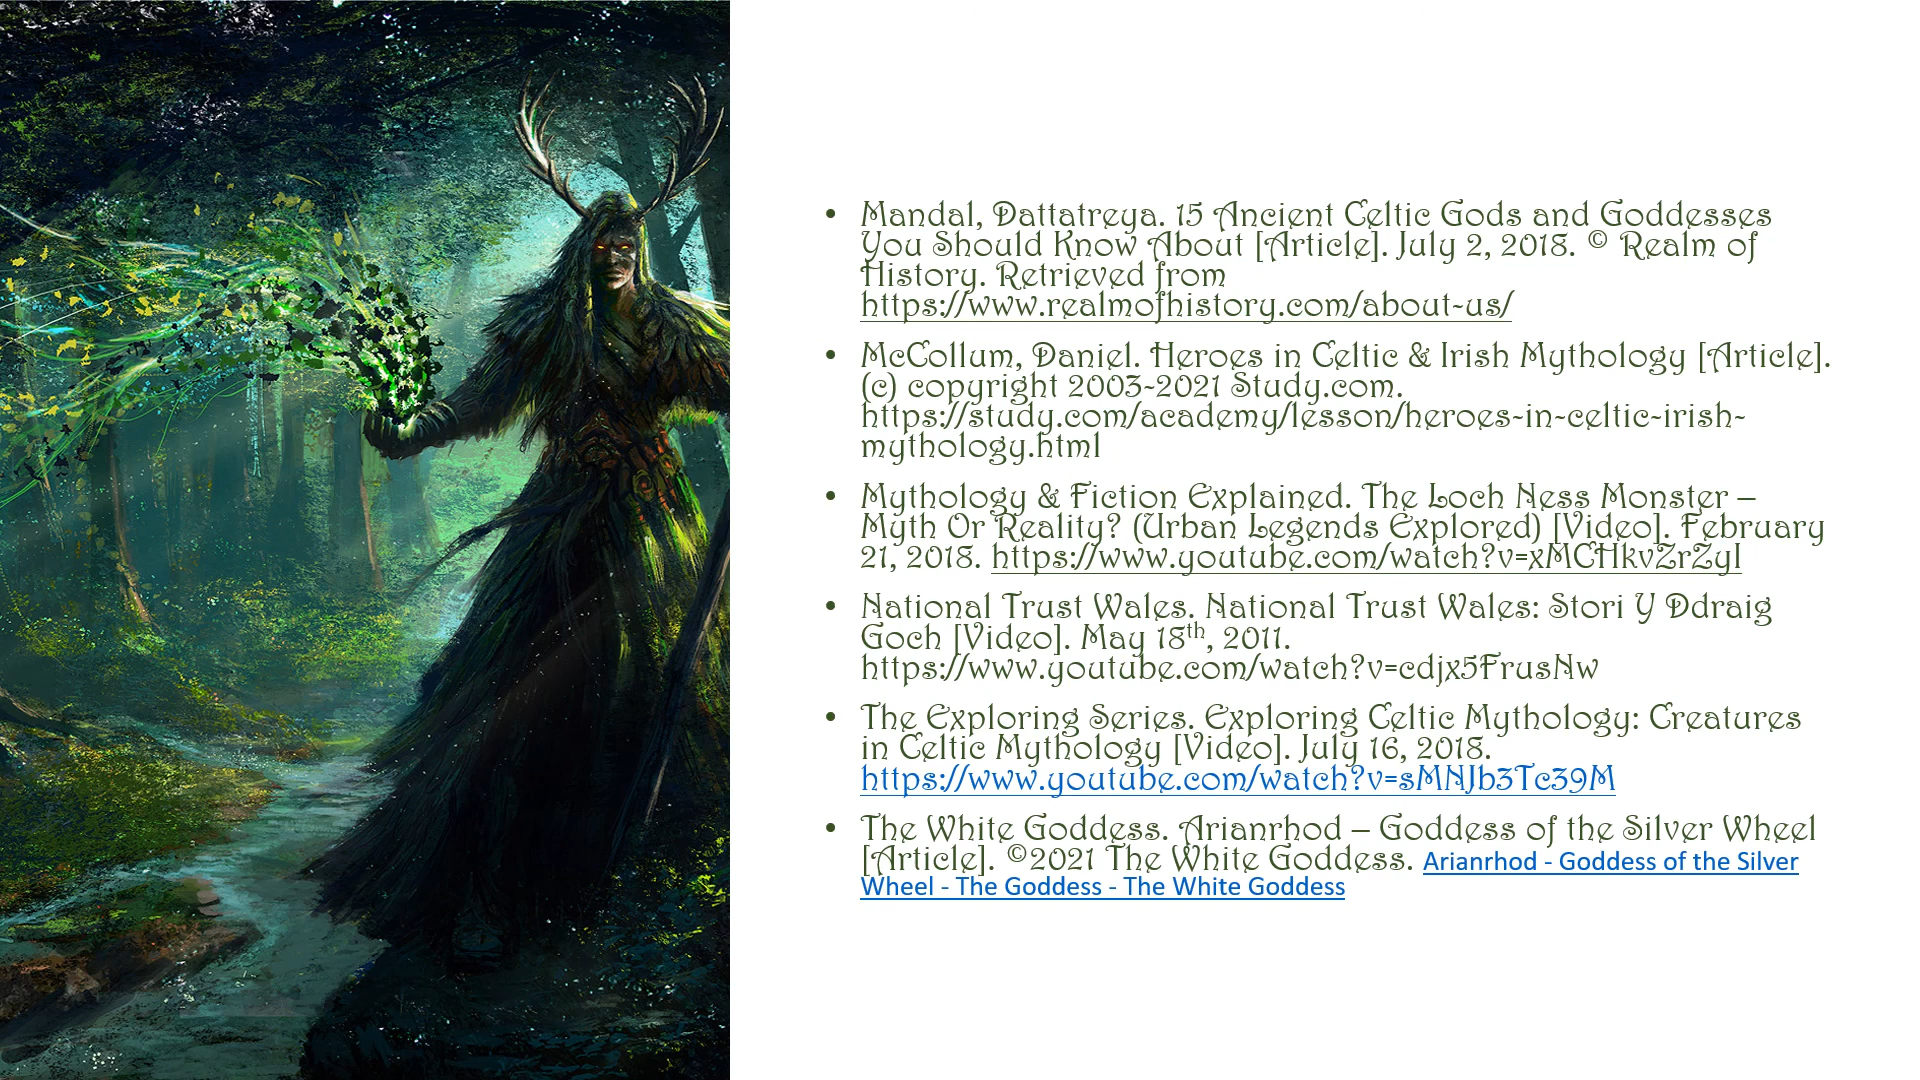 • Mandal, Dattatreya. 15 Ancient Celtic Gods and Goddesses
You Should Know About [Article]. July 2, 2018. © Realm of
History. Retrieved from
https://www.realmofhistory.com/about-us/
• McCollum, Daniel. Heroes in Celtic & Irish Mythology [Article].
(c) copyright 2003-2021 Study.com.
https://study.com/academy/lesson/heroes-in-celtic-irish-
mythology.html
• Mythology & Fiction Explained. The Loch Ness Monster –
Myth Or Reality? (Urban Legends Explored) [Video]. February
21, 2018. https://www.youtube.com/watch?v=xMCHkvZrZyI
• National Trust Wales. National Trust Wales: Stori Y Ddraig
Goch [Video]. May 18th, 2011.
https://www.youtube.com/watch?v=cdjx5FrusNw
• The Exploring Series. Exploring Celtic Mythology: Creatures
in Celtic Mythology [Video]. July 16, 2018.
https://www.youtube.com/watch?v=sMNJb3Tc39M
• The White Goddess. Arianrhod – Goddess of the Silver Wheel
[Article]. ©2021 The White Goddess. Arianrhod - Goddess of the Silver
Wheel - The Goddess - The White Goddess